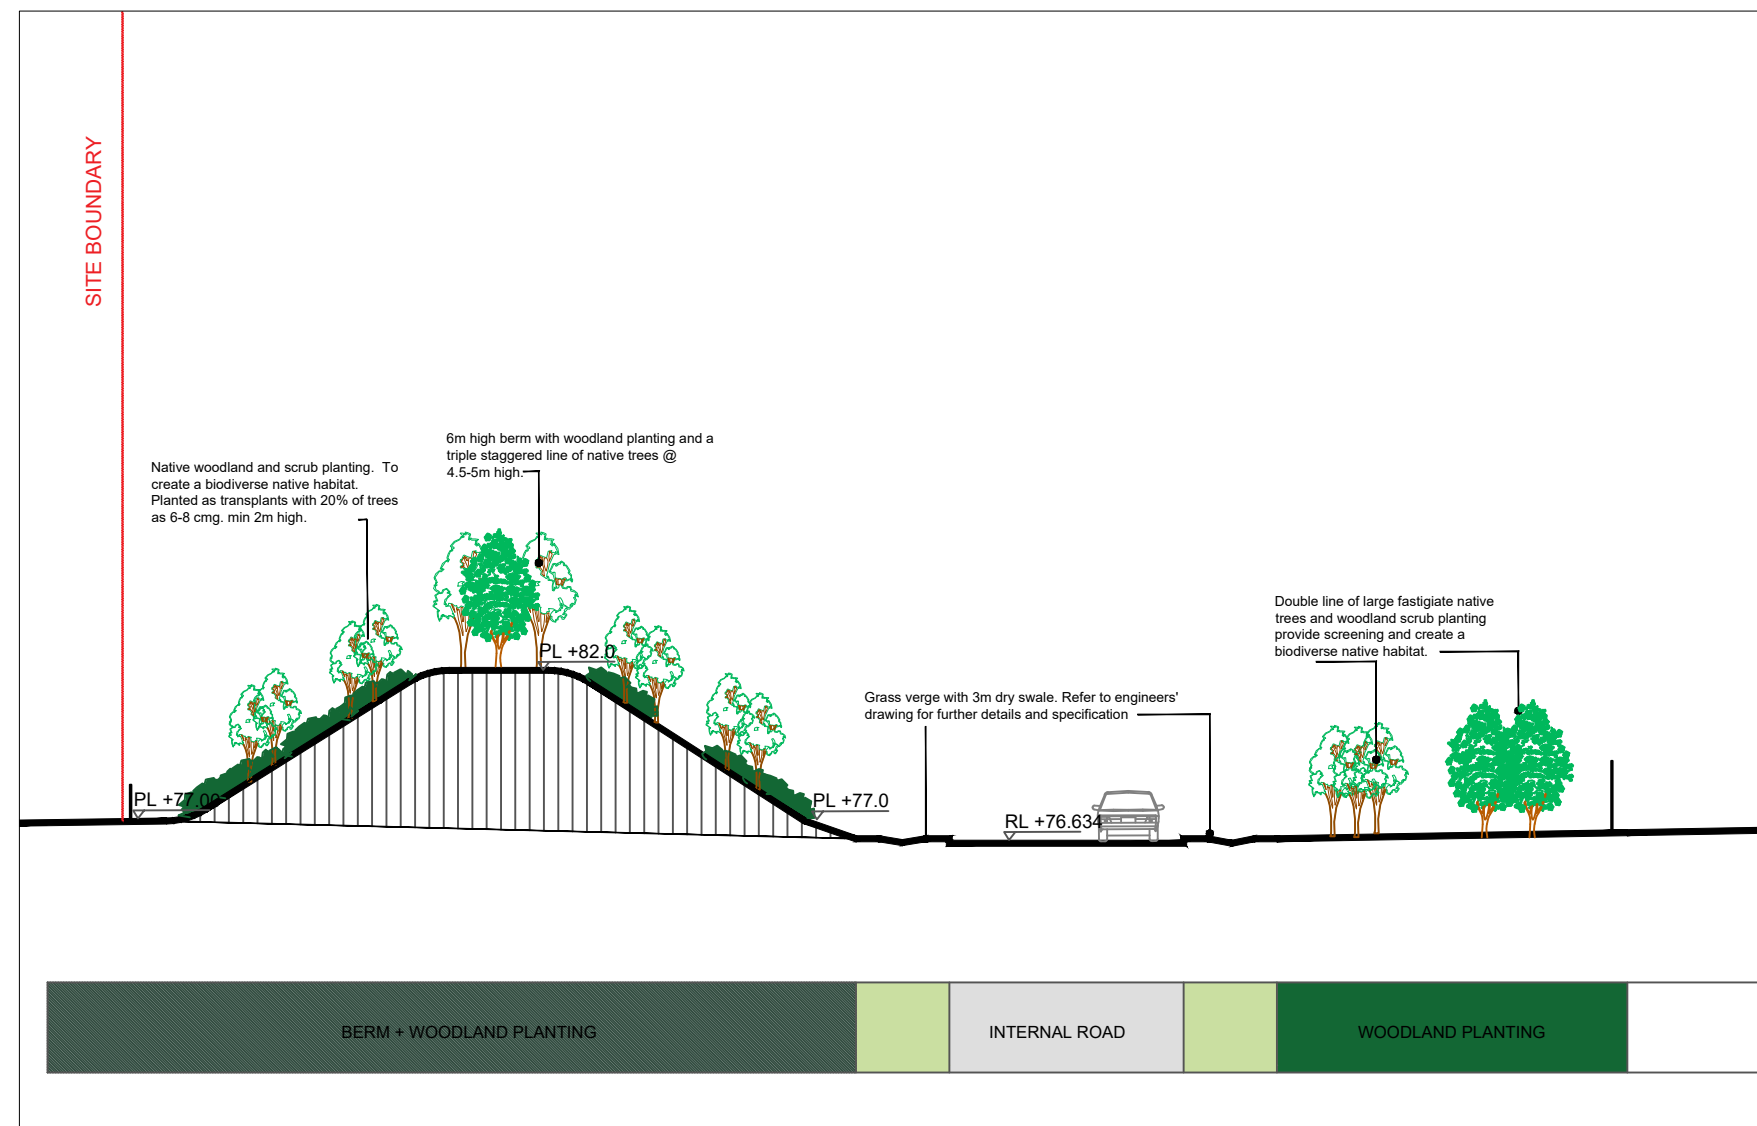 SITE BOUNDARY
6m high berm with woodland planting and a
triple staggered line of native trees @
4.5-5m high.
Native woodland and scrub planting.  To
create a biodiverse native habitat.
Planted as transplants with 20% of trees
as 6-8 cmg. min 2m high.
Double line of large fastigiate native
trees and woodland scrub planting
provide screening and create a
biodiverse native habitat.
PL +82.0
Grass verge with 3m dry swale. Refer to engineers'
drawing for further details and specification
PL +77.00
PL +77.0
RL +76.634
BERM + WOODLAND PLANTING
INTERNAL ROAD
WOODLAND PLANTING